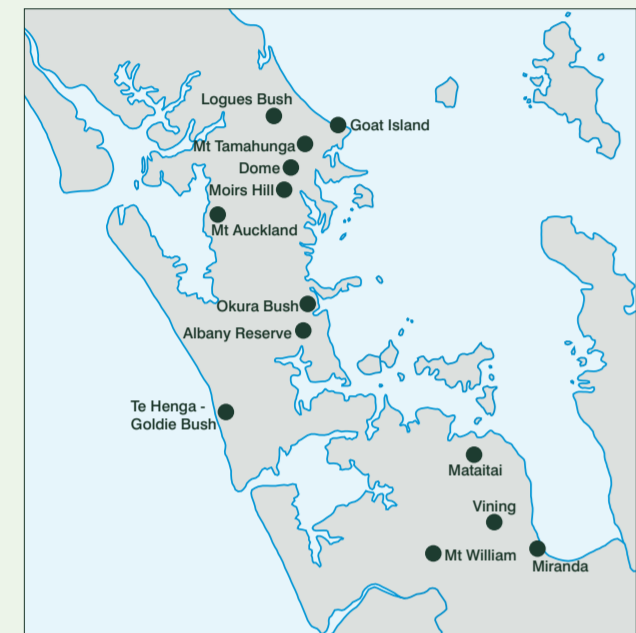 Logues Bush
Goat Island
Mt Tamahunga
Dome
Moirs Hill
Mt Auckland
Okura Bush
Albany Reserve
Te Henga -
Goldie Bush
Mataitai
Vining
Mt William
Miranda